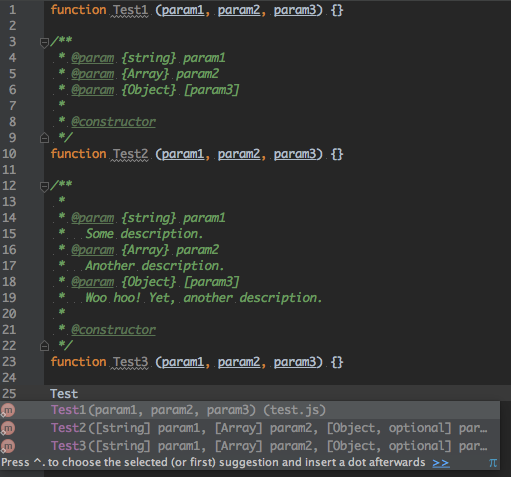 1 function Test1 (param1, param2, param3) {}
2
3 /**
4 * @param {string} param1
5 * @param {Array} param2
6 * @param {Object} [param3]
7 *
8 * @constructor
9 */
10 function Test2 (param1, param2, param3) {}
11
12 /**
13 *
14 * @param {string} param1
15 * Some description.
16 * @param {Array} param2
17 * Another description.
18 * @param {Object} [param3]
19 * Woo hoo! Yet, another description.
20 *
21 * @constructor
22 */
23 function Test3 (param1, param2, param3) {}
24
25 Test
m Test1(param1, param2, param3) (test.js)
m Test2([string] param1, [Array] param2, [Object, optional] par…
m Test3([string] param1, [Array] param2, [Object, optional] par…
Press ^. to choose the selected (or first) suggestion and insert a dot afterwards >> π